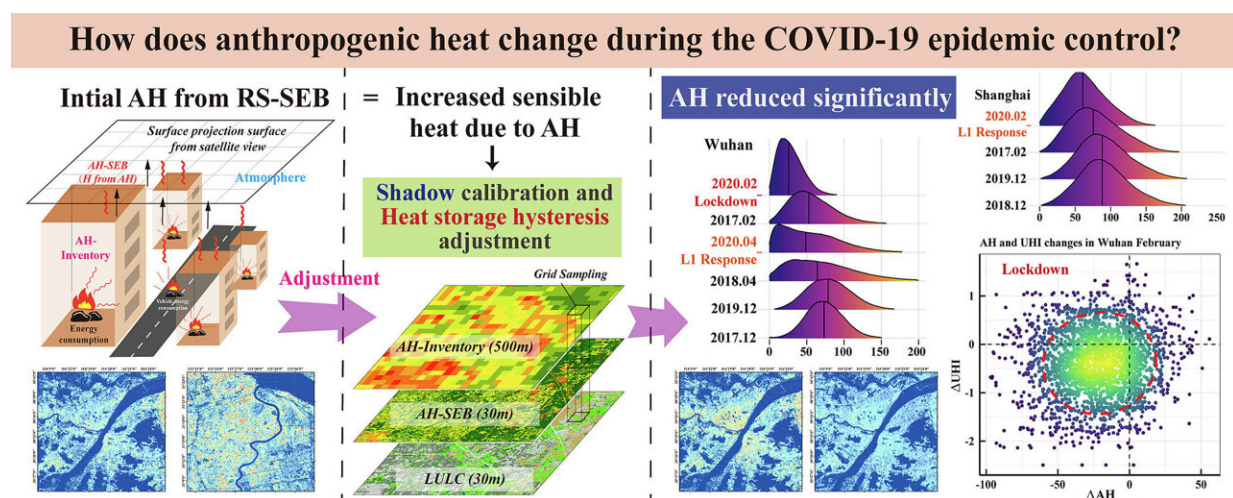 How does anthropogenic heat change during the COVID-19 epidemic control?
Intial AH from RS-SEB
Surface projection surface
from satellite view
AH-SEB
(H from AH)
Atmosphere
AH-
Inventory
Vehicle energy
consumption
Energy
consumption
Adjustment
= Increased sensible
heat due to AH
Shadow calibration and
Heat storage hysteresis
adjustment
Grid Sampling
AH-Inventory (500m)
AH-SEB (30m)
LULC (30m)
AH reduced significantly
Wuhan
2020.02
Lockdown
2017.02
2020.04
L1 Response
2018.04
2019.12
2017.12
0 50 100 150 200
Shanghai
2020.02
L1 Response
2017.02
2019.12
2018.12
0 50 100 150 200 250
AH and UHI changes in Wuhan February
Lockdown
ΔUHI
1
0
-1
-2
-100 -50 0 50
ΔAH